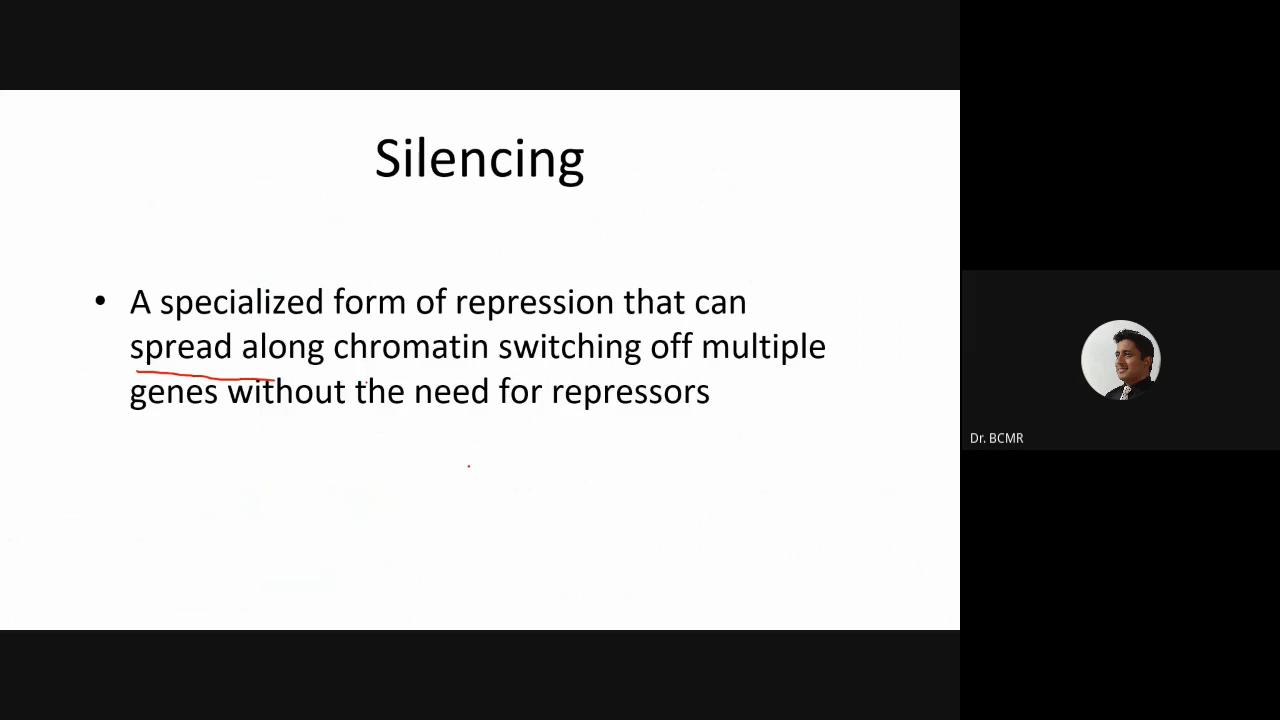 Silencing
• A specialized form of repression that can
spread along chromatin switching off multiple
genes without the need for repressors
Dr. BCMR